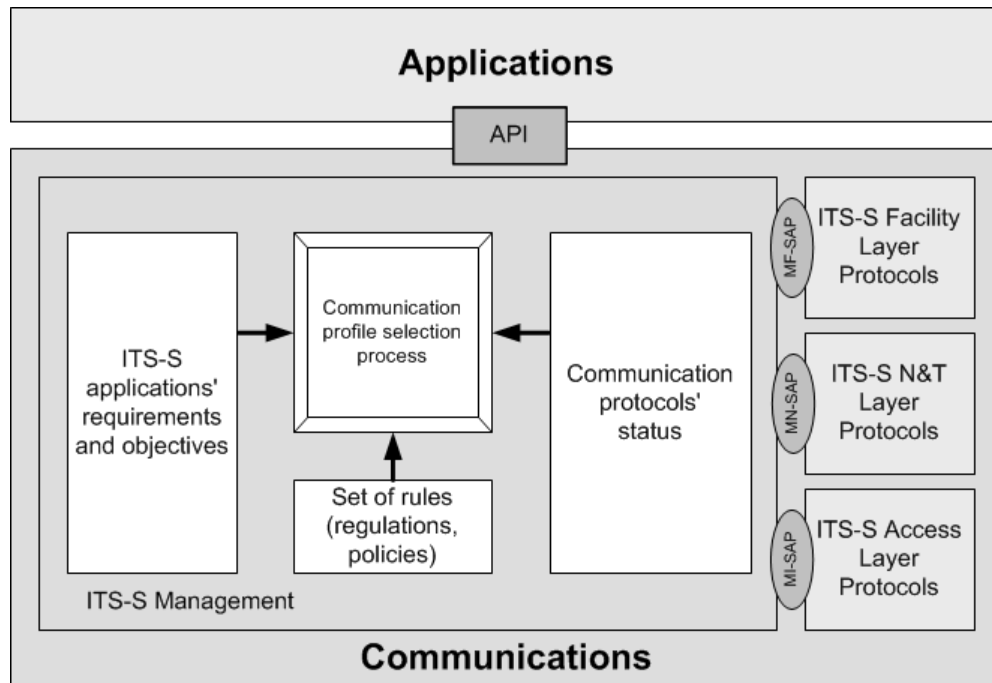 Applications
API
ITS-S
applications'
requirements
and objectives
Communication
profile selection
process
Set of rules
(regulations,
policies)
Communication
protocols'
status
ITS-S Management
MF-SAP
ITS-S Facility
Layer
Protocols
MN-SAP
ITS-S N&T
Layer
Protocols
MI-SAP
ITS-S Access
Layer
Protocols
Communications